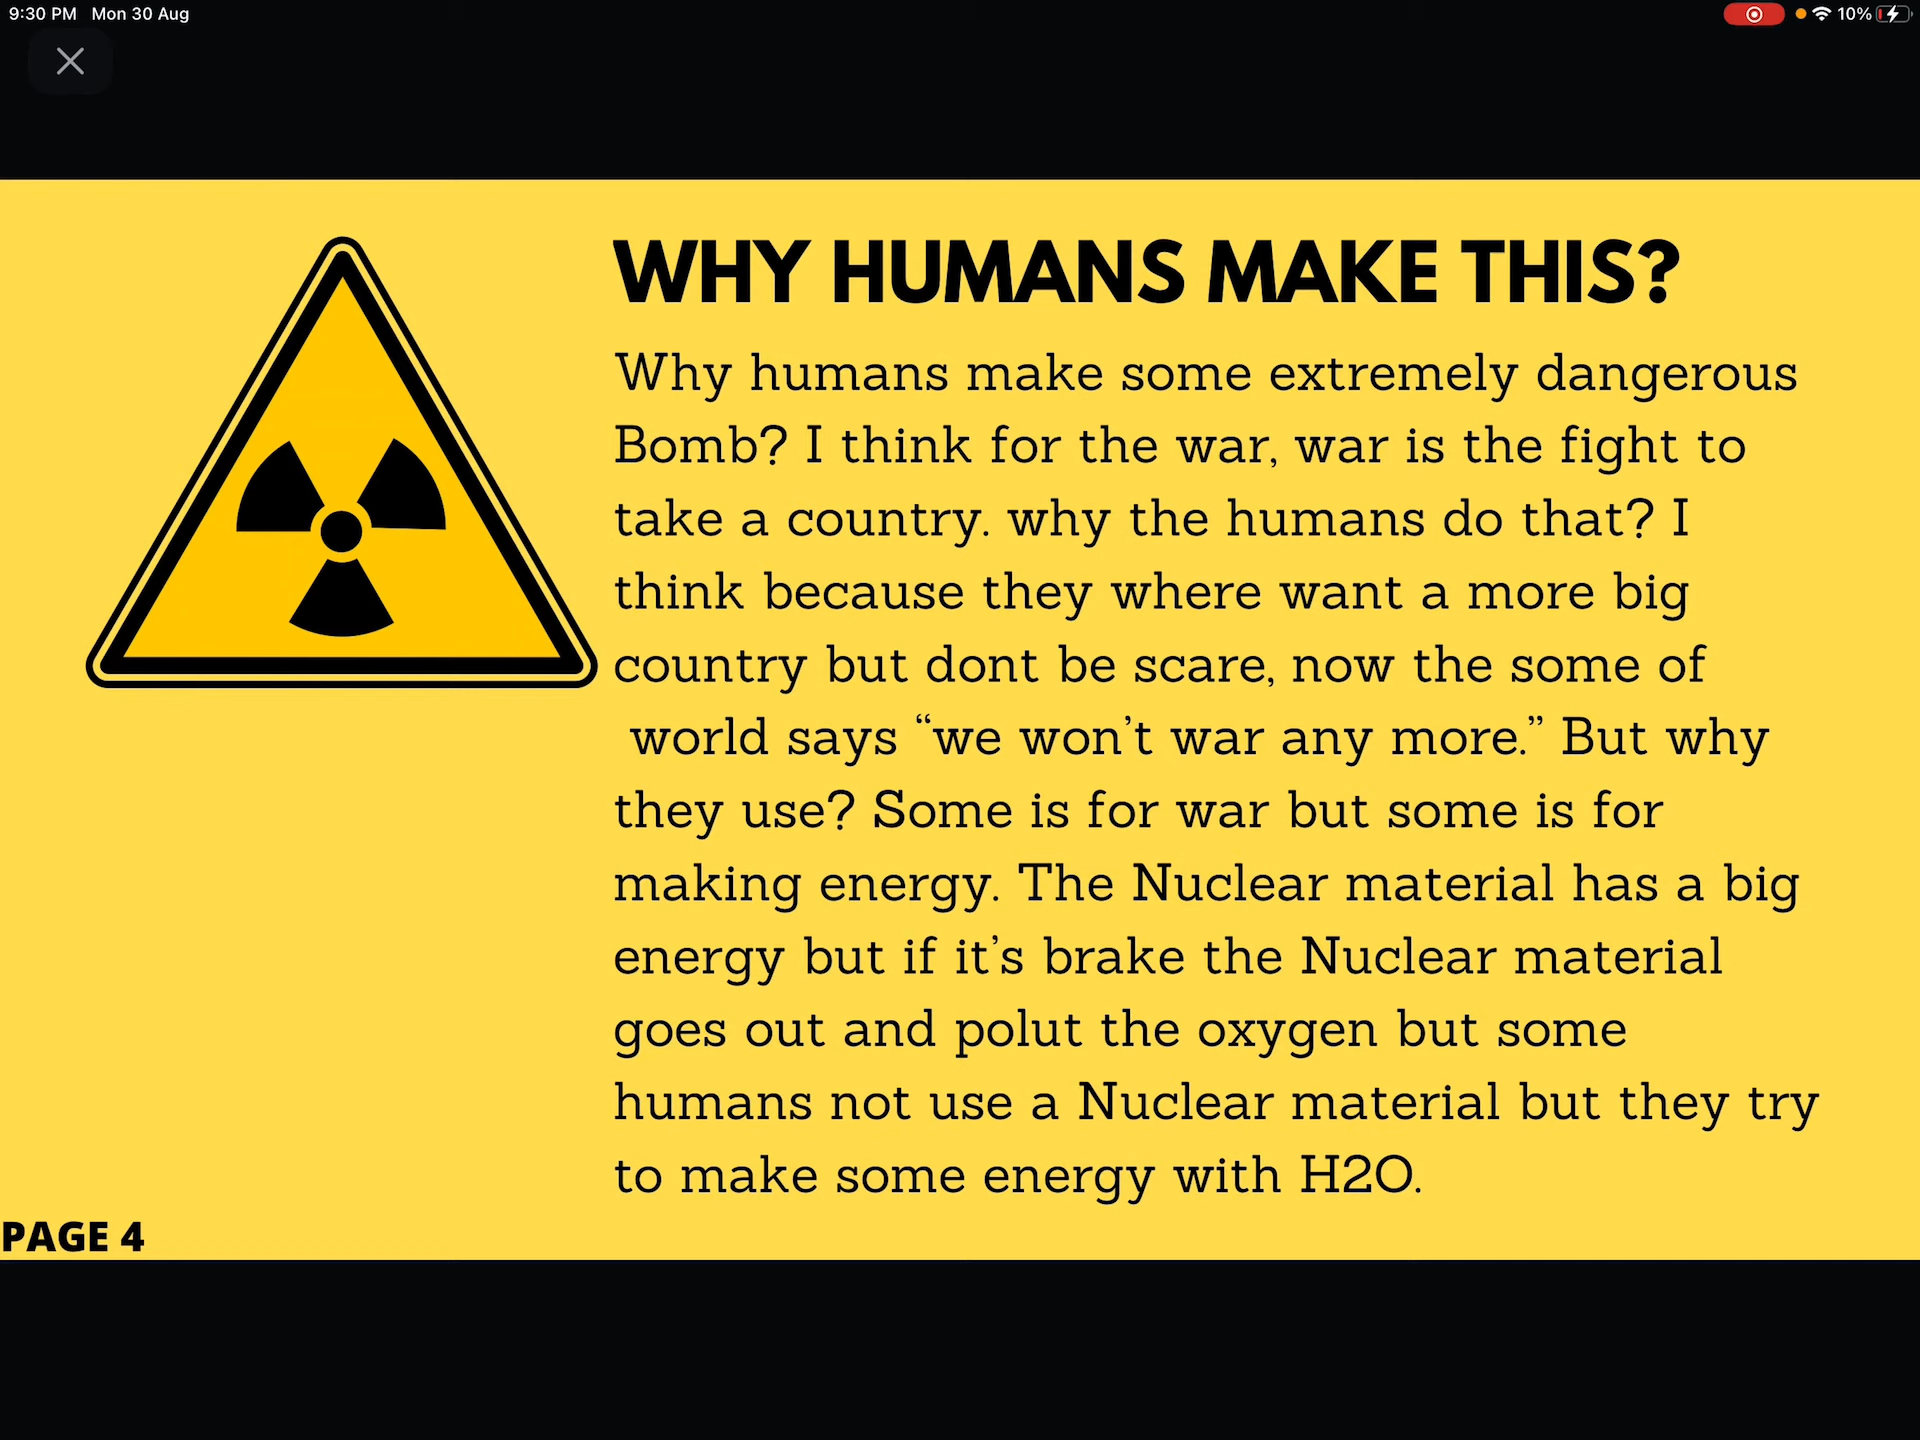 9:30 PM Mon 30 Aug
10%
WHY HUMANS MAKE THIS?
Why humans make some extremely dangerous
Bomb? I think for the war, war is the fight to
take a country. why the humans do that? I
think because they where want a more big
country but dont be scare, now the some of
world says “we won’t war any more.” But why
they use? Some is for war but some is for
making energy. The Nuclear material has a big
energy but if it’s brake the Nuclear material
goes out and polut the oxygen but some
humans not use a Nuclear material but they try
to make some energy with H2O.
PAGE 4